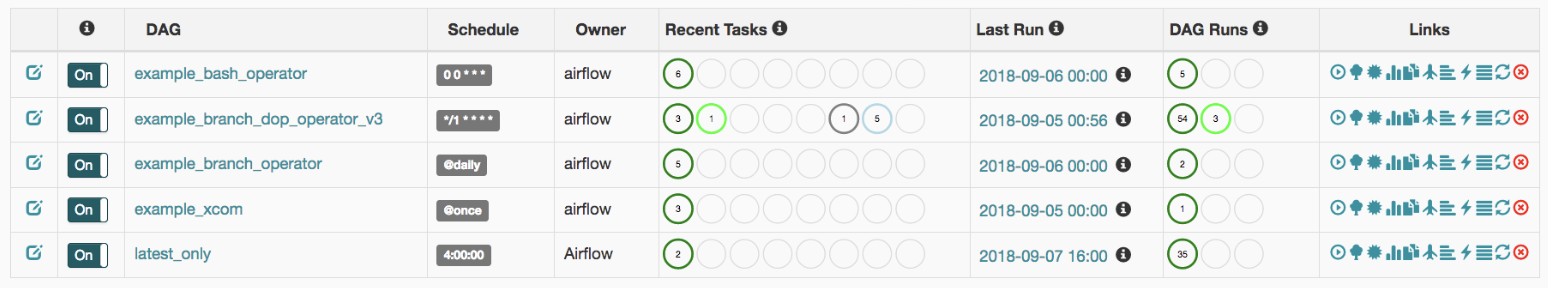 DAG Schedule Owner Recent Tasks Last Run DAG Runs Links
On example_bash_operator 0 0 * * * airflow 6 2018-09-06 00:00 5
On example_branch_dop_operator_v3 */1 * * * * airflow 3 1 1 5 2018-09-05 00:56 54 3
On example_branch_operator @daily airflow 5 2018-09-06 00:00 2
On example_xcom @once airflow 3 2018-09-05 00:00 1
On latest_only 4:00:00 Airflow 2 2018-09-07 16:00 35